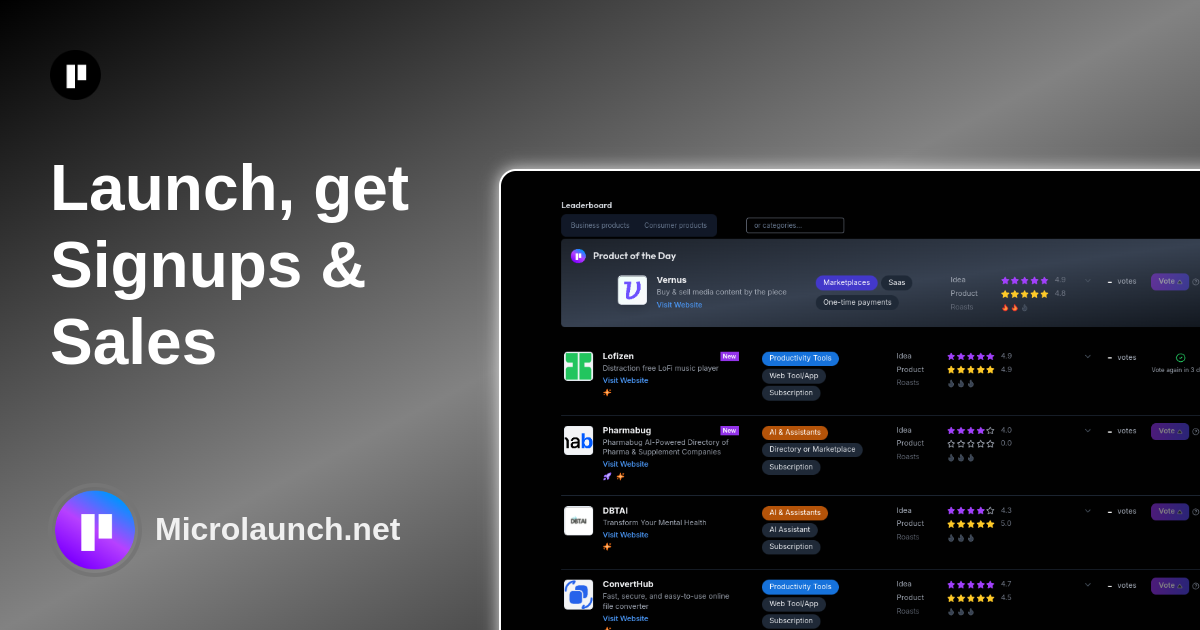 Launch, get
Signups &
Sales
Microlaunch.net
Leaderboard
Business products Consumer products or categories...
Product of the Day
Vernus
Buy & sell media content by the piece
Visit Website
Marketplaces Saas
One-time payments
Idea 4.9
Product 4.8
Roasts
- votes
Vote
Lofizen New
Distraction free LoFi music player
Visit Website
Productivity Tools
Web Tool/App
Subscription
Idea 4.9
Product 4.9
Roasts
- votes
Vote again in 3 d
Pharmabug New
Pharmabug AI-Powered Directory of
Pharma & Supplement Companies
Visit Website
AI & Assistants
Directory or Marketplace
Subscription
Idea 4.0
Product 0.0
Roasts
- votes
Vote
DBTAI
DBTAI
Transform Your Mental Health
Visit Website
AI & Assistants
AI Assistant
Subscription
Idea 4.3
Product 5.0
Roasts
- votes
Vote
ConvertHub
Fast, secure, and easy-to-use online
file converter
Visit Website
Productivity Tools
Web Tool/App
Subscription
Idea 4.7
Product 4.5
Roasts
- votes
Vote